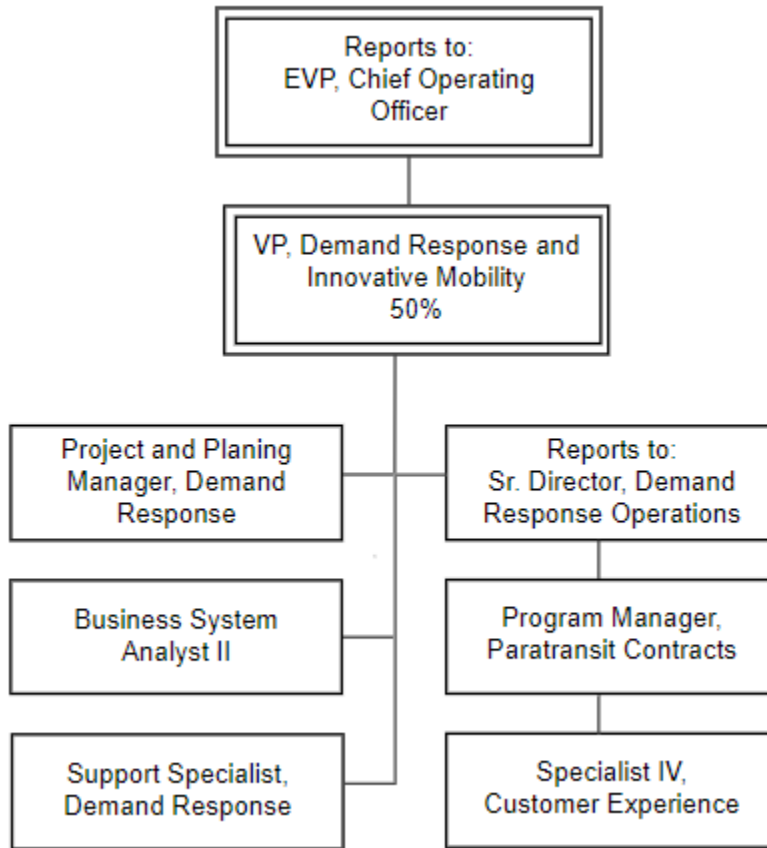 Reports to:
EVP, Chief Operating
Officer
VP, Demand Response and
Innovative Mobility
50%
Project and Planing
Manager, Demand
Response
Reports to:
Sr. Director, Demand
Response Operations
Business System
Analyst II
Program Manager,
Paratransit Contracts
Support Specialist,
Demand Response
Specialist IV,
Customer Experience